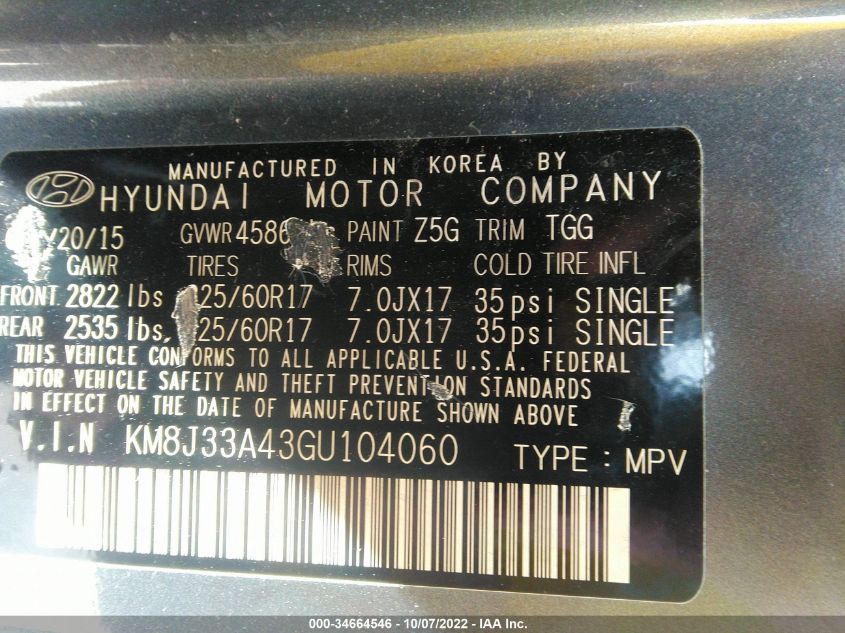 MANUFACTURED IN KOREA BY
HYUNDAI MOTOR COMPANY
/20/15 GVWR 4586 PAINT Z5G TRIM TGG
GAWR TIRES RIMS COLD TIRE INFL
FRONT 2822 lbs 25/60R17 7.0JX17 35psi SINGLE
REAR 2535 lbs 25/60R17 7.0JX17 35psi SINGLE
THIS VEHICLE CONFORMS TO ALL APPLICABLE U.S.A. FEDERAL
MOTOR VEHICLE SAFETY AND THEFT PREVENTION STANDARDS
IN EFFECT ON THE DATE OF MANUFACTURE SHOWN ABOVE
V.I.N KM8J33A43GU104060 TYPE : MPV
000-34664546 - 10/07/2022 - IAA Inc.